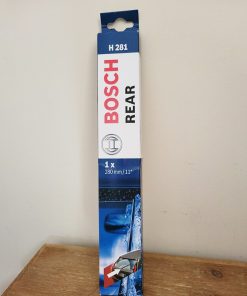 H 281
BOSCH
REAR
1 x
280 mm / 11"